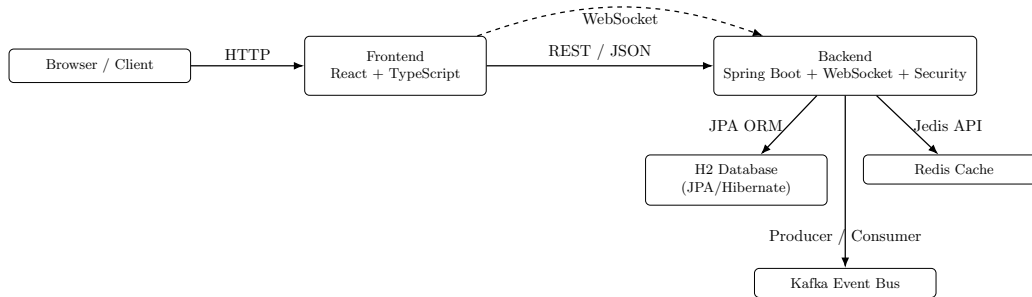 WebSocket
Browser / Client
HTTP
Frontend
React + TypeScript
REST / JSON
Backend
Spring Boot + WebSocket + Security
JPA ORM
Jedis API
H2 Database
(JPA/Hibernate)
Redis Cache
Producer / Consumer
Kafka Event Bus